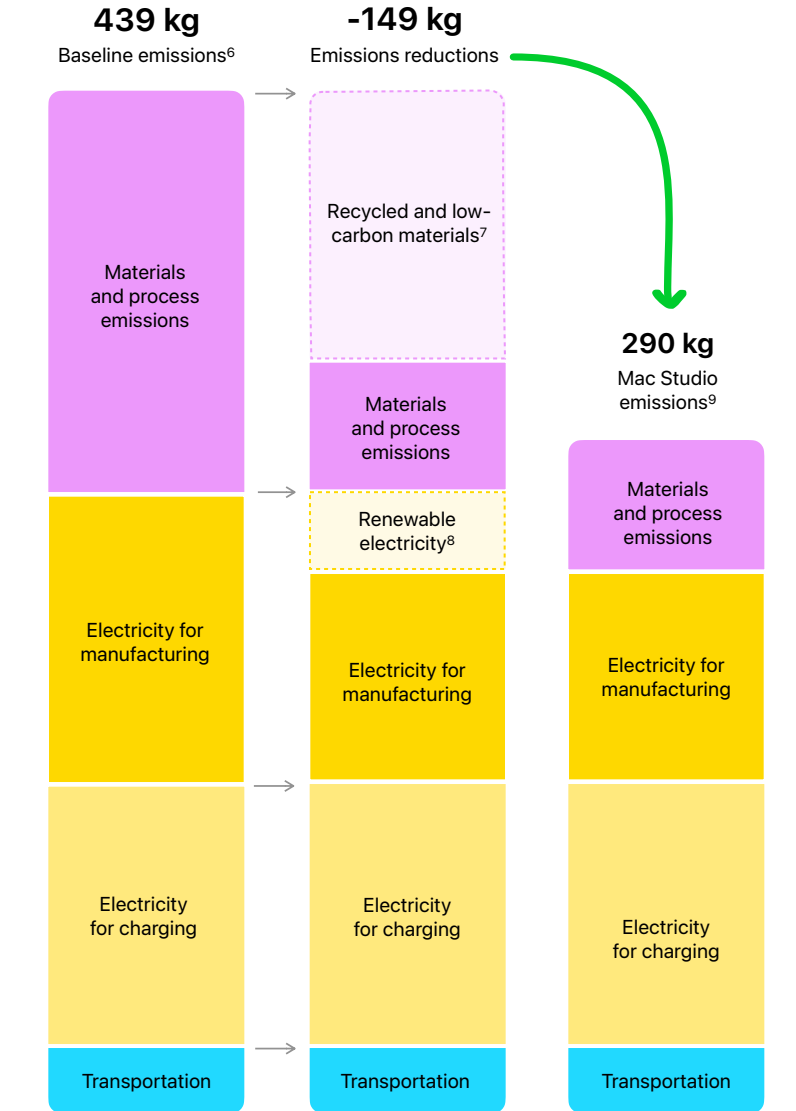 439 kg
Baseline emissions⁶
Materials
and process
emissions
Electricity for
manufacturing
Electricity
for charging
Transportation
-149 kg
Emissions reductions
Recycled and low-
carbon materials⁷
Materials
and process
emissions
Renewable
electricity⁸
Electricity for
manufacturing
Electricity
for charging
Transportation
290 kg
Mac Studio
emissions⁹
Materials
and process
emissions
Electricity for
manufacturing
Electricity
for charging
Transportation